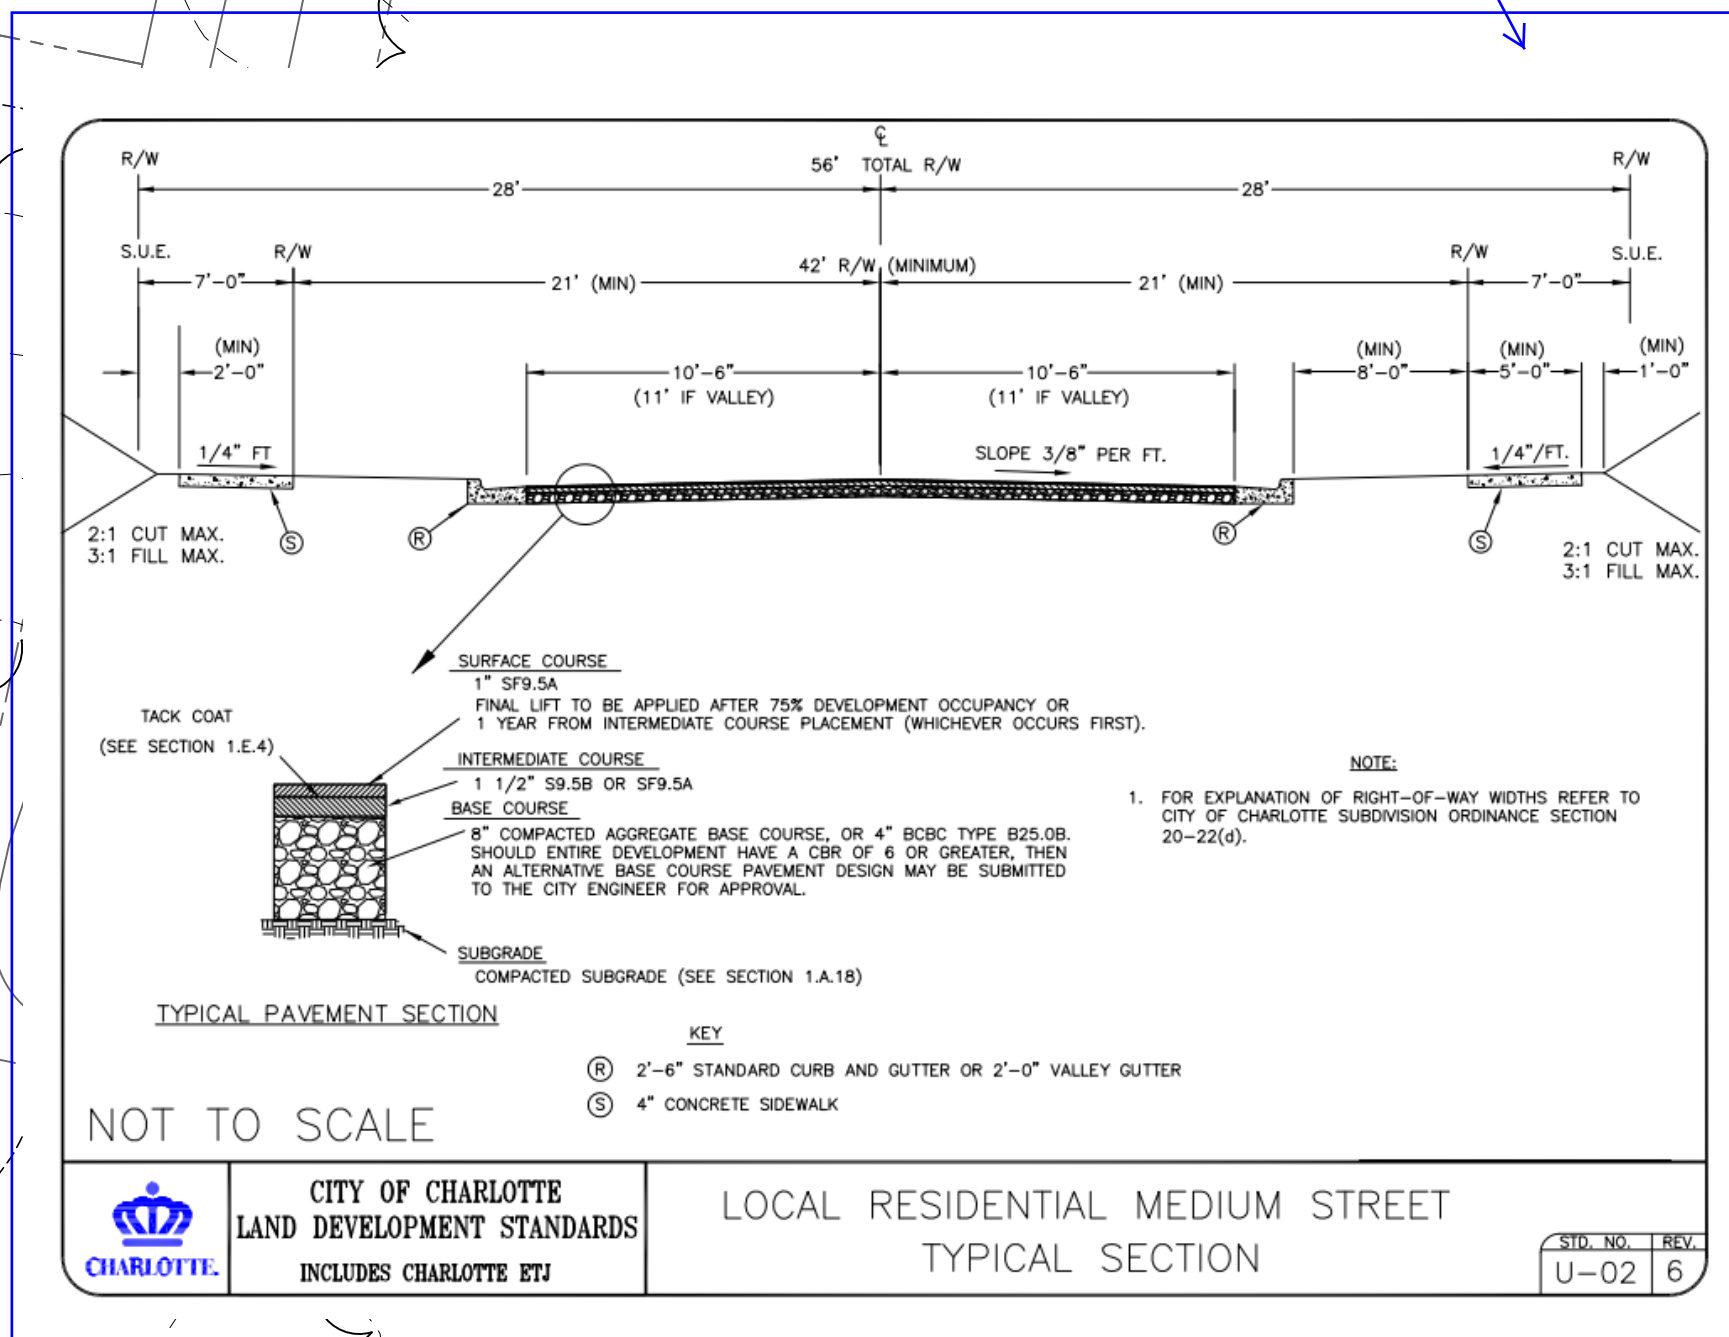 ℄
R/W
56' TOTAL R/W
R/W
28'
28'
S.U.E.
R/W
42' R/W (MINIMUM)
R/W
S.U.E.
7'-0"
21' (MIN)
21' (MIN)
7'-0"
(MIN)
2'-0"
10'-6"
(11' IF VALLEY)
10'-6"
(11' IF VALLEY)
(MIN)
8'-0"
(MIN)
5'-0"
(MIN)
1'-0"
1/4" FT
SLOPE 3/8" PER FT.
1/4"/FT.
2:1 CUT MAX.
3:1 FILL MAX.
S
R
R
S
2:1 CUT MAX.
3:1 FILL MAX.
SURFACE COURSE
1" SF9.5A
FINAL LIFT TO BE APPLIED AFTER 75% DEVELOPMENT OCCUPANCY OR
1 YEAR FROM INTERMEDIATE COURSE PLACEMENT (WHICHEVER OCCURS FIRST).
TACK COAT
(SEE SECTION 1.E.4)
INTERMEDIATE COURSE
1 1/2" S9.5B OR SF9.5A
BASE COURSE
8" COMPACTED AGGREGATE BASE COURSE, OR 4" BCBC TYPE B25.0B.
SHOULD ENTIRE DEVELOPMENT HAVE A CBR OF 6 OR GREATER, THEN
AN ALTERNATIVE BASE COURSE PAVEMENT DESIGN MAY BE SUBMITTED
TO THE CITY ENGINEER FOR APPROVAL.
SUBGRADE
COMPACTED SUBGRADE (SEE SECTION 1.A.18)
TYPICAL PAVEMENT SECTION
NOTE:
1. FOR EXPLANATION OF RIGHT-OF-WAY WIDTHS REFER TO
CITY OF CHARLOTTE SUBDIVISION ORDINANCE SECTION
20-22(d).
KEY
R 2'-6" STANDARD CURB AND GUTTER OR 2'-0" VALLEY GUTTER
S 4" CONCRETE SIDEWALK
NOT TO SCALE
CHARLOTTE.
CITY OF CHARLOTTE
LAND DEVELOPMENT STANDARDS
INCLUDES CHARLOTTE ETJ
LOCAL RESIDENTIAL MEDIUM STREET
TYPICAL SECTION
STD. NO. REV.
U-02 6